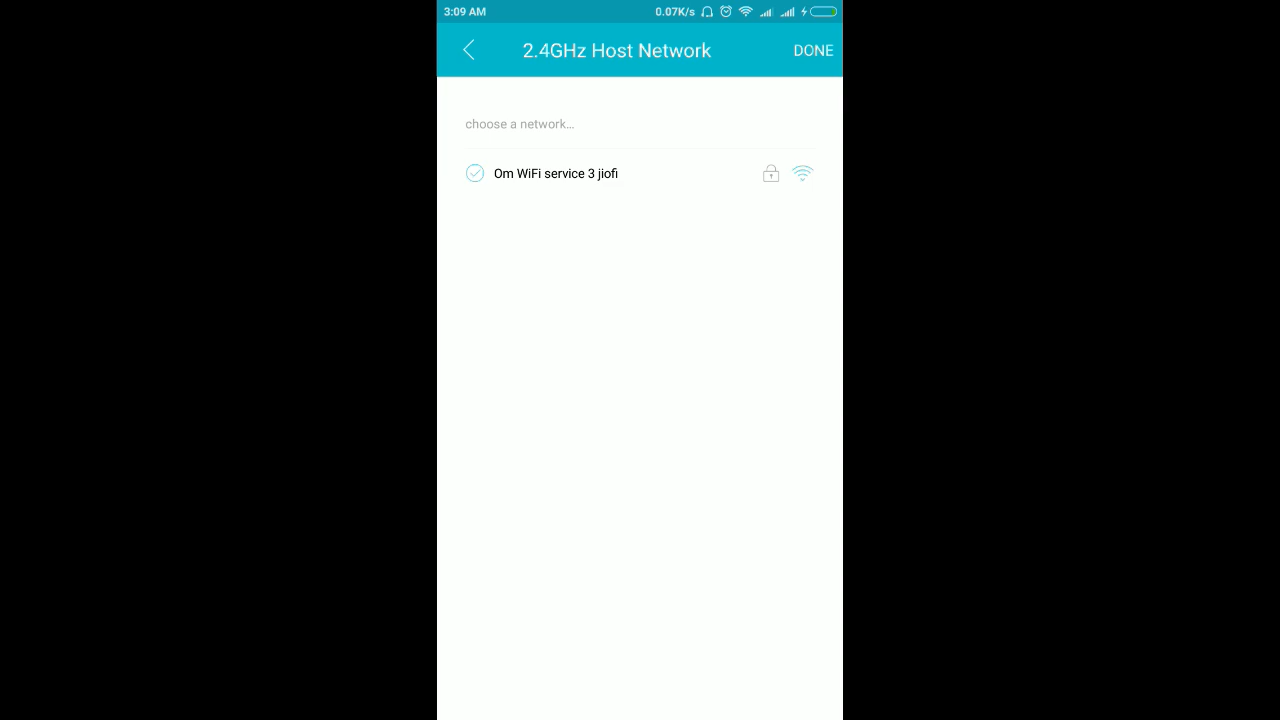 3:09 AM 0.07K/s
2.4GHz Host Network DONE
choose a network...
Om WiFi service 3 jiofi